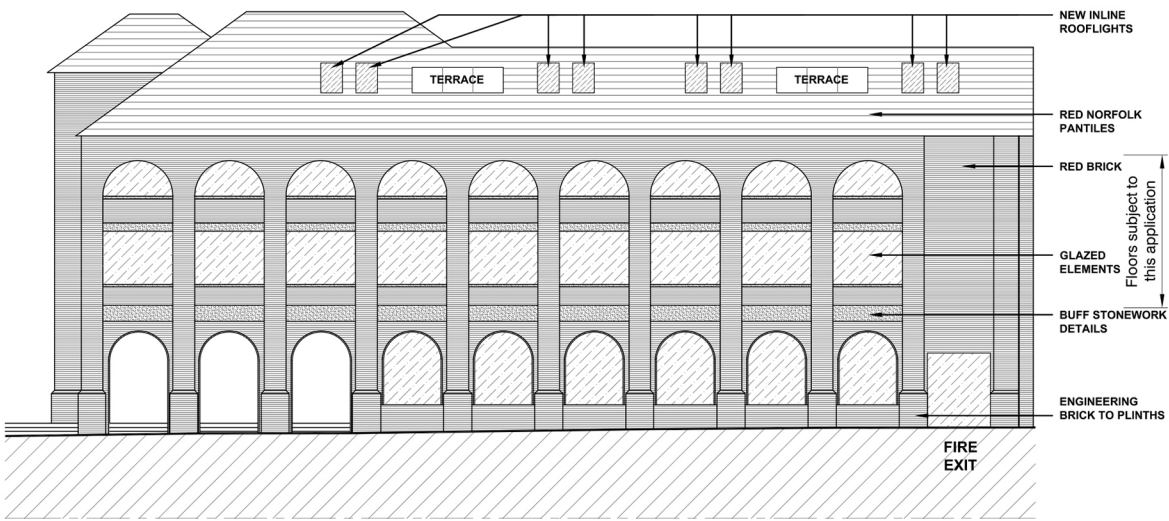 NEW INLINE
ROOFLIGHTS
TERRACE
TERRACE
RED NORFOLK
PANTILES
RED BRICK
Floors subject to
this application
GLAZED
ELEMENTS
BUFF STONEWORK
DETAILS
ENGINEERING
BRICK TO PLINTHS
FIRE
EXIT